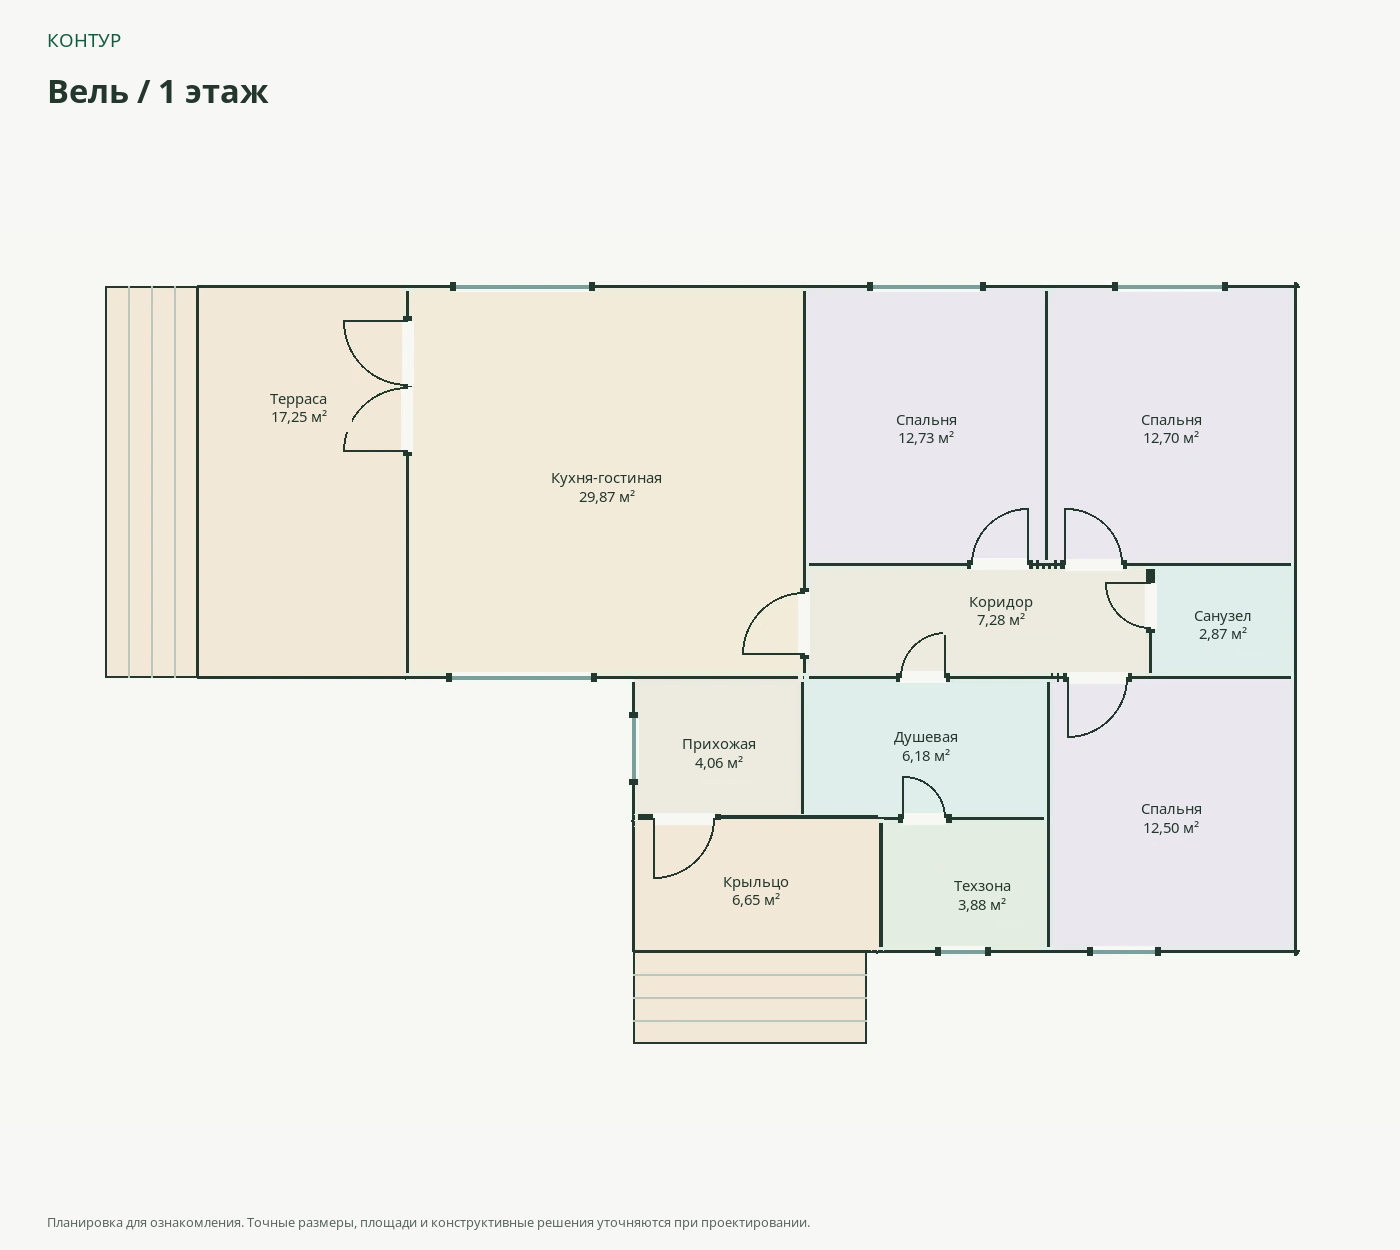 КОНТУР
Вель / 1 этаж
Терраса
17,25 м²
Кухня-гостиная
29,87 м²
Спальня
12,73 м²
Спальня
12,70 м²
Коридор
7,28 м²
Санузел
2,87 м²
Прихожая
4,06 м²
Душевая
6,18 м²
Спальня
12,50 м²
Крыльцо
6,65 м²
Техзона
3,88 м²
Планировка для ознакомления. Точные размеры, площади и конструктивные решения уточняются при проектировании.